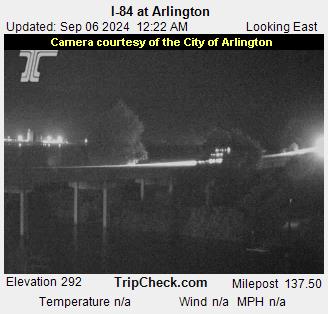 I-84 at Arlington
Updated: Sep 06 2024 12:22 AM Looking East
Camera courtesy of the City of Arlington
Elevation 292 TripCheck.com Milepost 137.50
Temperature n/a Wind n/a MPH n/a